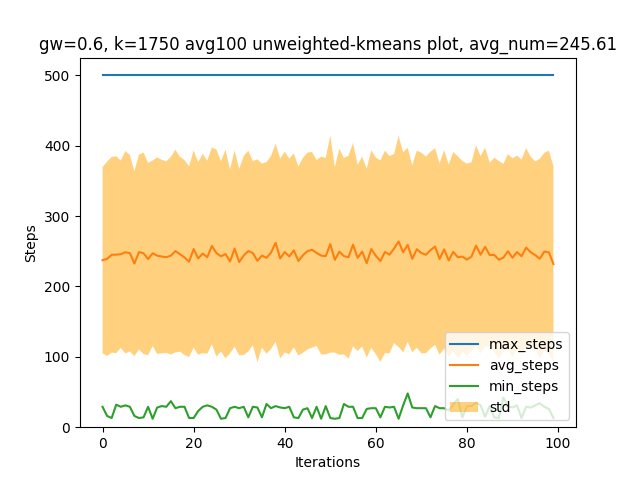 gw=0.6, k=1750 avg100 unweighted-kmeans plot, avg_num=245.61
500
400
300
200
100
0
Steps
max_steps
avg_steps
min_steps
std
0
20
40
60
80
100
Iterations